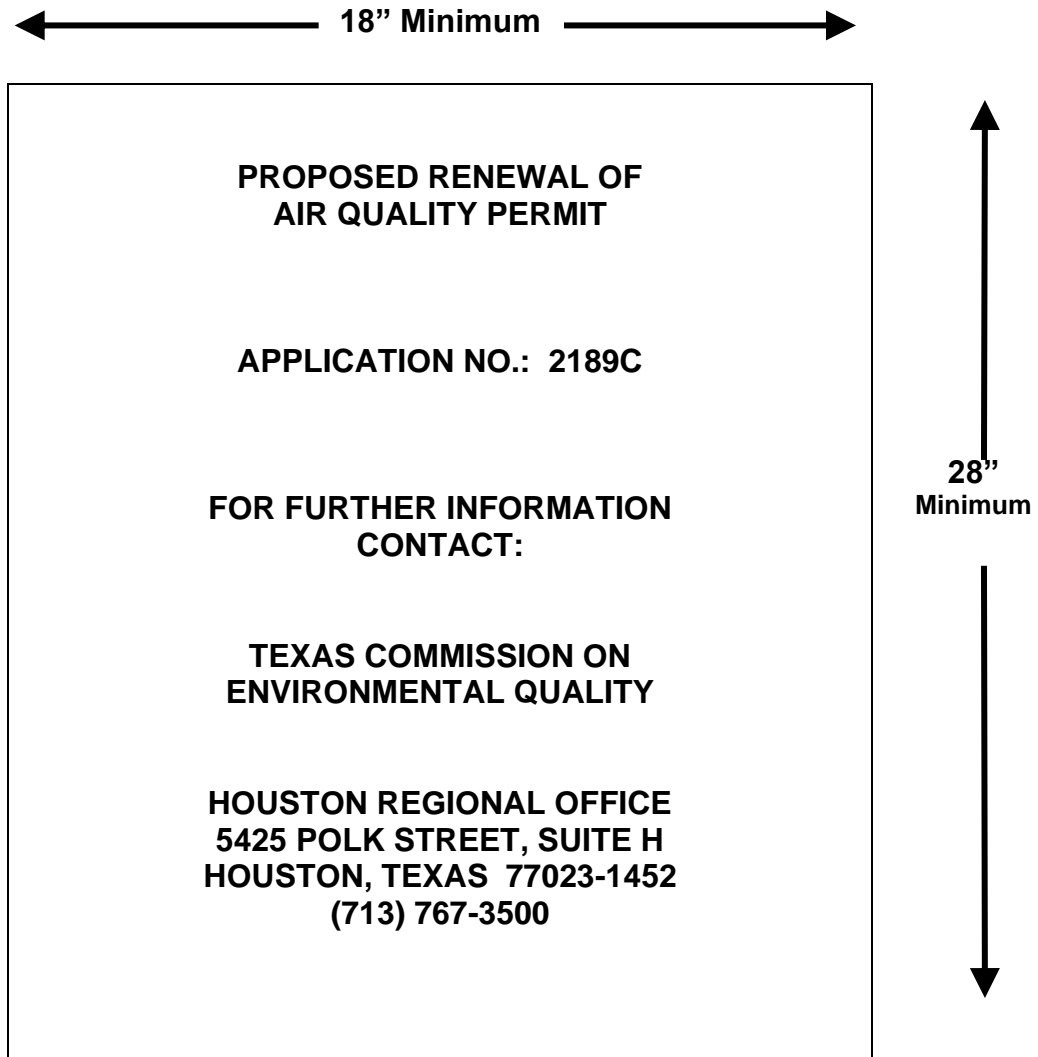 18” Minimum
PROPOSED RENEWAL OF
AIR QUALITY PERMIT
APPLICATION NO.: 2189C
FOR FURTHER INFORMATION
CONTACT:
TEXAS COMMISSION ON
ENVIRONMENTAL QUALITY
HOUSTON REGIONAL OFFICE
5425 POLK STREET, SUITE H
HOUSTON, TEXAS 77023-1452
(713) 767-3500
28”
Minimum